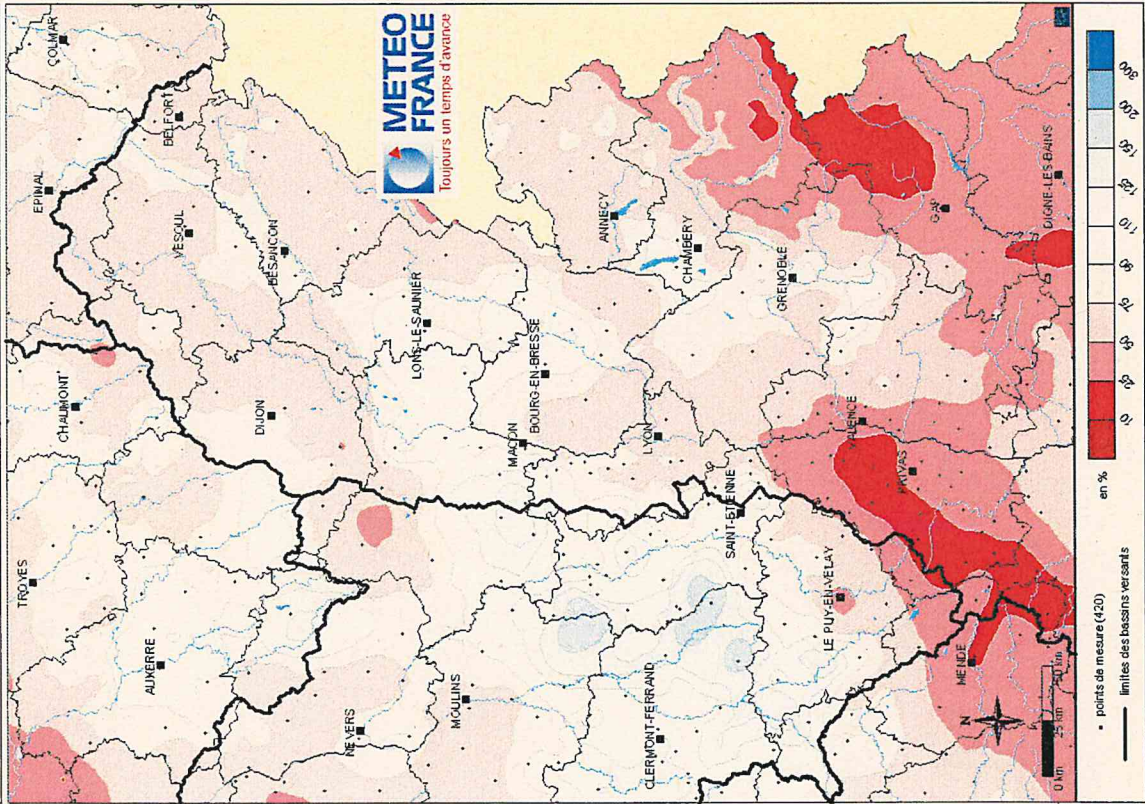 COLMAR
EPINAL
BELFORT
CHAUMONT
TROYES
VESOUL
BESANCON
DIJON
AUXERRE
METEO
FRANCE
Toujours un temps d'avance
NEVERS
LONS-LE-SAUNIER
MOULINS
MACON
BOURG-EN-BRESSE
ANNECY
LYON
CHAMBERY
CLERMONT-FERRAND
SAINT-ETIENNE
GRENOBLE
LE PUY-EN-VELAY
VALENCE
PRIVAS
GAP
MENDE
DIGNE-LES-BAINS
N
0 km 25 km 50 km
en % 10 25 50 75 90 110 125 150 200 300
points de mesure (420)
limites des bassins versants